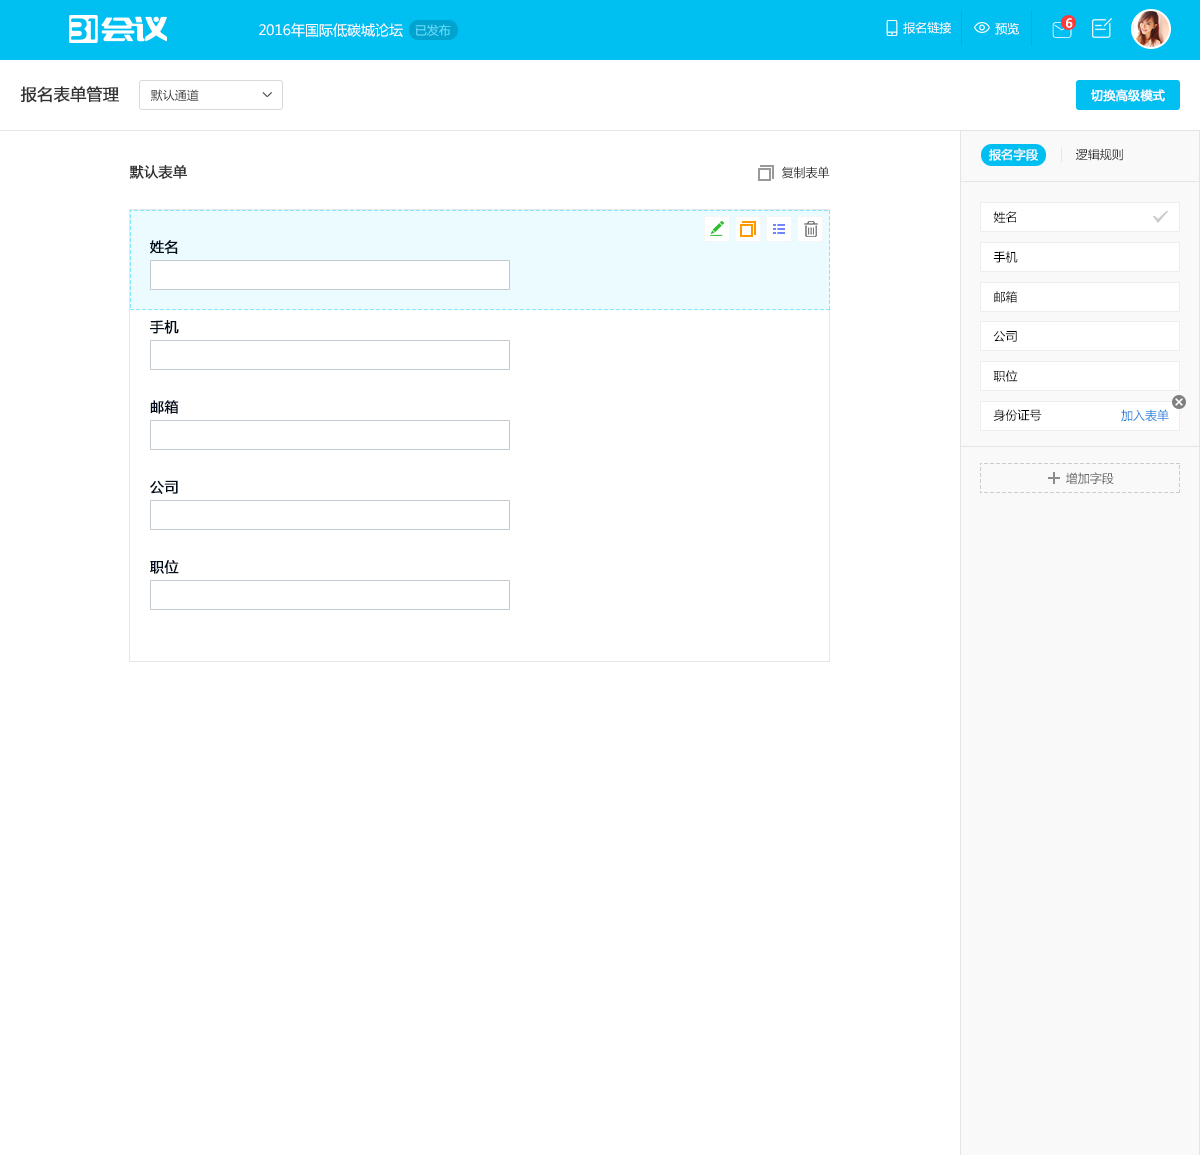 31会议
2016年国际低碳城论坛 已发布
报名链接
预览
6
报名表单管理
默认通道
切换高级模式
默认表单
复制表单
姓名
手机
邮箱
公司
职位
报名字段
逻辑规则
姓名
手机
邮箱
公司
职位
身份证号 加入表单
增加字段